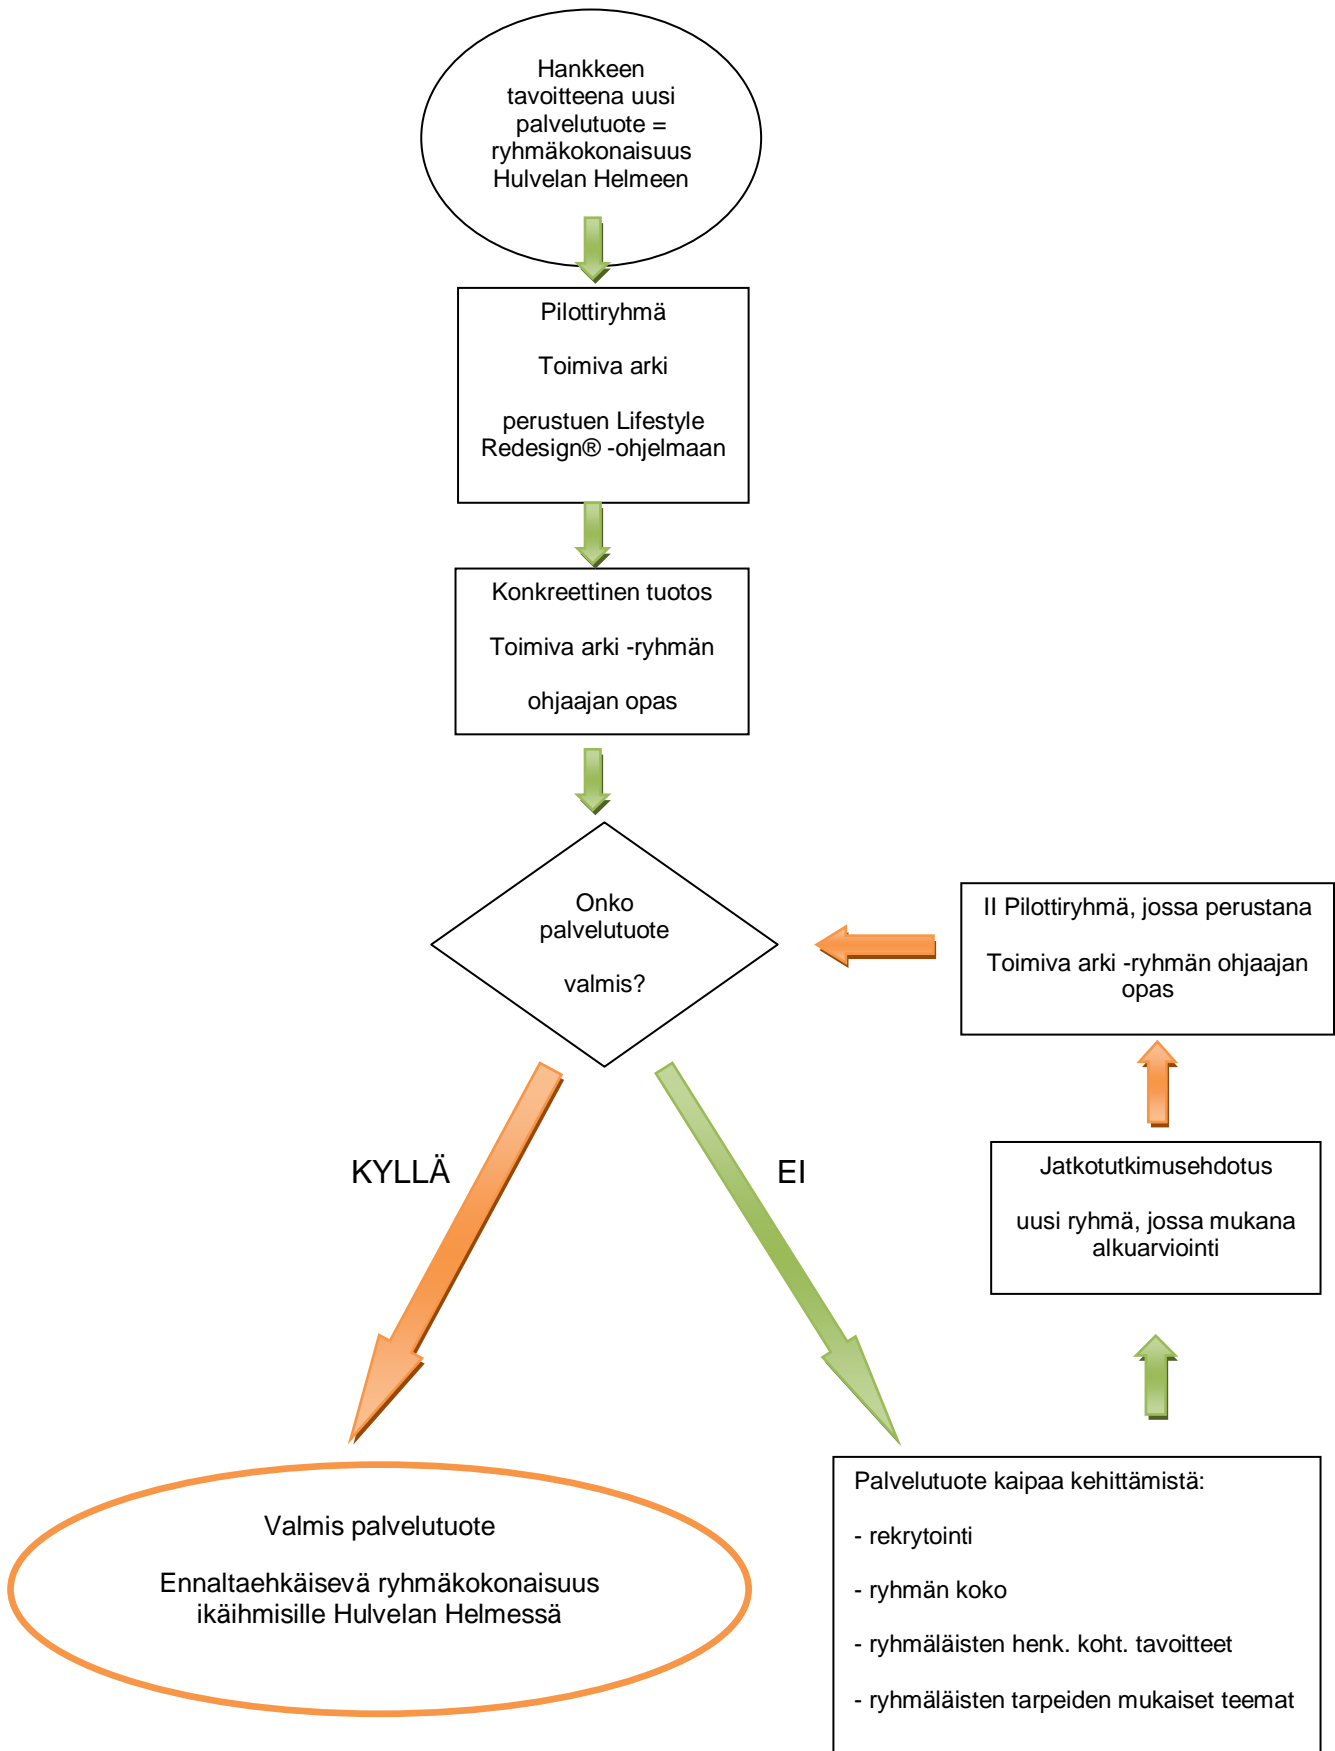 Hankkeen
tavoitteena uusi
palvelutuote =
ryhmäkokonaisuus
Hulvelan Helmeen
Pilottiryhmä
Toimiva arki
perustuen Lifestyle
Redesign® -ohjelmaan
Konkreettinen tuotos
Toimiva arki -ryhmän
ohjaajan opas
Onko
palvelutuote
valmis?
II Pilottiryhmä, jossa perustana
Toimiva arki -ryhmän ohjaajan
opas
Jatkotutkimusehdotus
uusi ryhmä, jossa mukana
alkuarviointi
KYLLÄ
EI
Valmis palvelutuote
Ennaltaehkäisevä ryhmäkokonaisuus
ikäihmisille Hulvelan Helmessä
Palvelutuote kaipaa kehittämistä:
- rekrytointi
- ryhmän koko
- ryhmäläisten henk. koht. tavoitteet
- ryhmäläisten tarpeiden mukaiset teemat